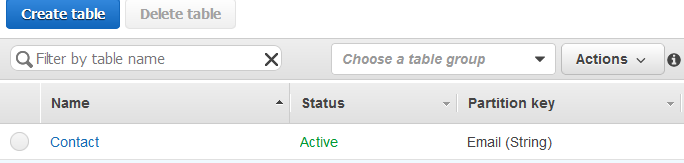 Create table Delete table
Filter by table name Choose a table group Actions
Name Status Partition key
Contact Active Email (String)